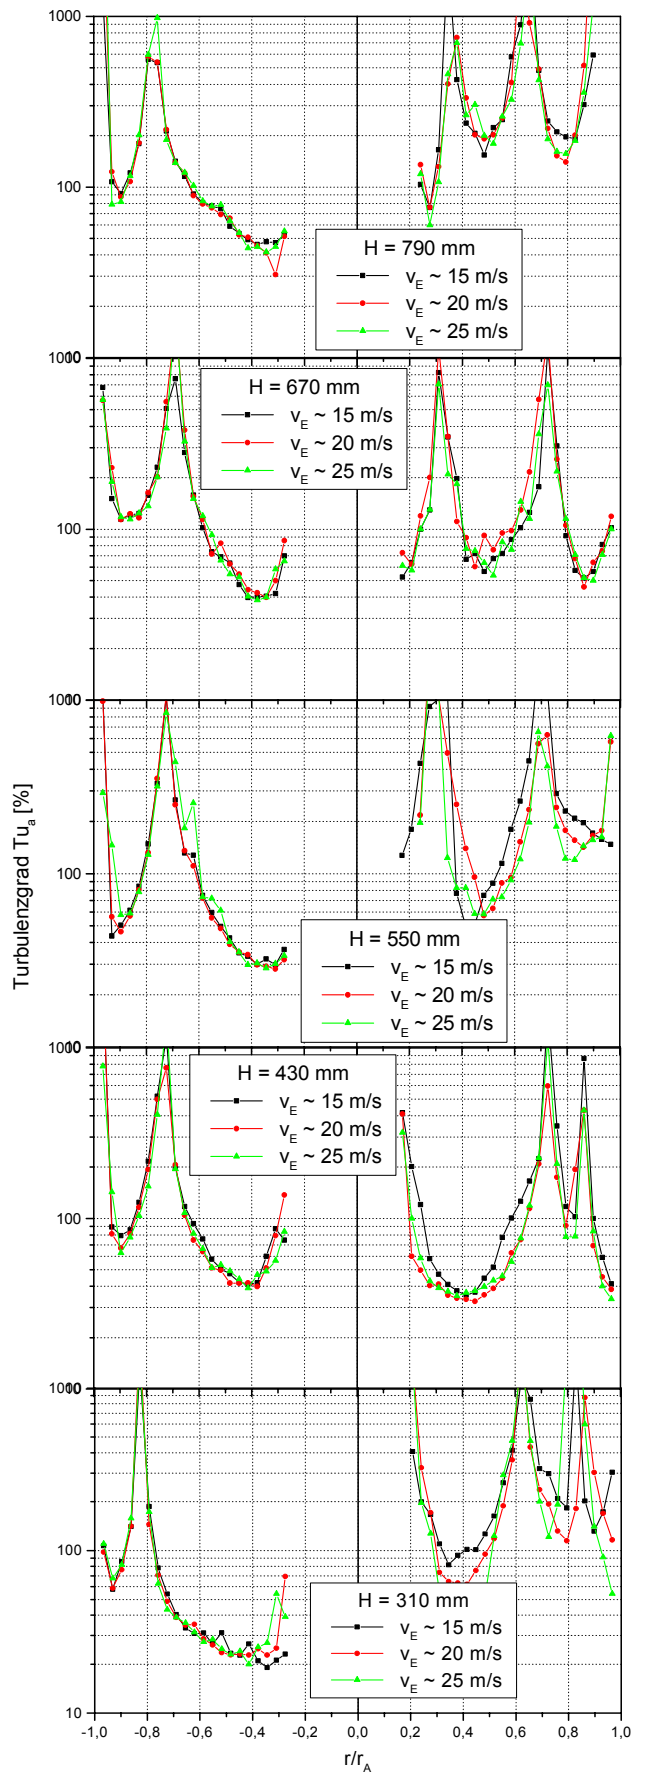 1000
100
H = 790 mm
v_E ~ 15 m/s
v_E ~ 20 m/s
v_E ~ 25 m/s
10
1000
H = 670 mm
v_E ~ 15 m/s
v_E ~ 20 m/s
v_E ~ 25 m/s
100
10
1000
Turbulenzgrad Tu_a [%]
100
H = 550 mm
v_E ~ 15 m/s
v_E ~ 20 m/s
v_E ~ 25 m/s
10
1000
H = 430 mm
v_E ~ 15 m/s
v_E ~ 20 m/s
v_E ~ 25 m/s
100
10
1000
100
H = 310 mm
v_E ~ 15 m/s
v_E ~ 20 m/s
v_E ~ 25 m/s
10
-1,0 -0,8 -0,6 -0,4 -0,2 0,0 0,2 0,4 0,6 0,8 1,0
r/r_A